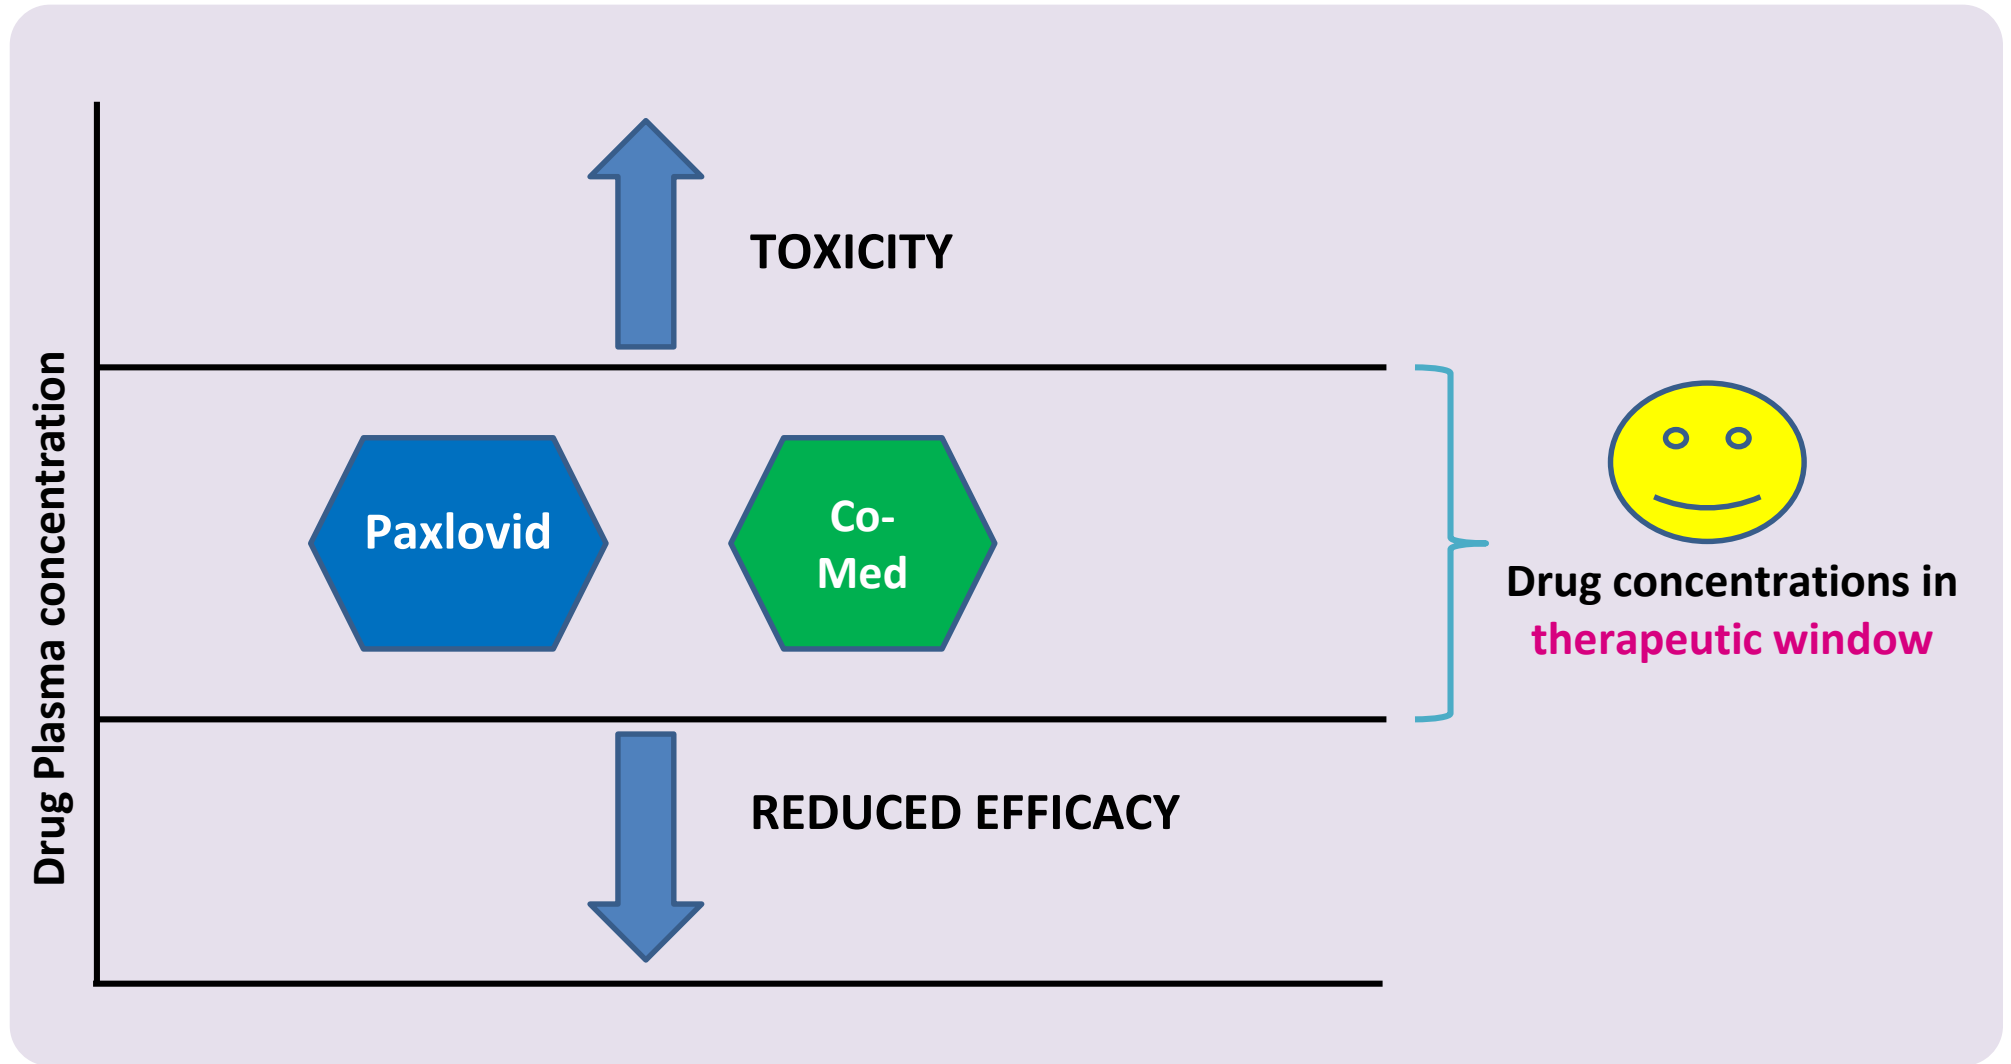 TOXICITY
Drug Plasma concentration
Paxlovid
Co-
Med
Drug concentrations in
therapeutic window
REDUCED EFFICACY